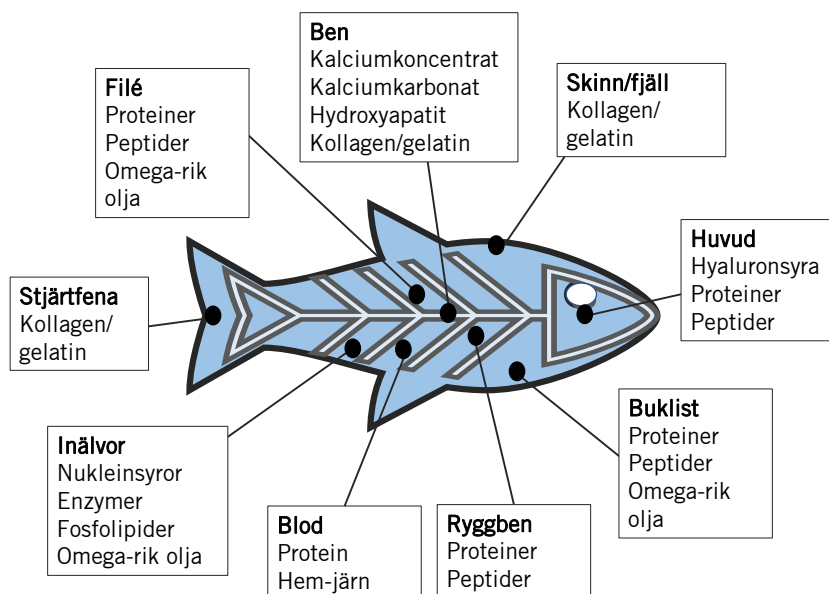 Ben
Kalciumkoncentrat
Kalciumkarbonat
Hydroxyapatit
Kollagen/gelatin
Filé
Proteiner
Peptider
Omega-rik
olja
Skinn/fjäll
Kollagen/
gelatin
Huvud
Hyaluronsyra
Proteiner
Peptider
Stjärtfena
Kollagen/
gelatin
Buklist
Proteiner
Peptider
Omega-rik
olja
Inälvor
Nukleinsyror
Enzymer
Fosfolipider
Omega-rik olja
Blod
Protein
Hem-järn
Ryggben
Proteiner
Peptider